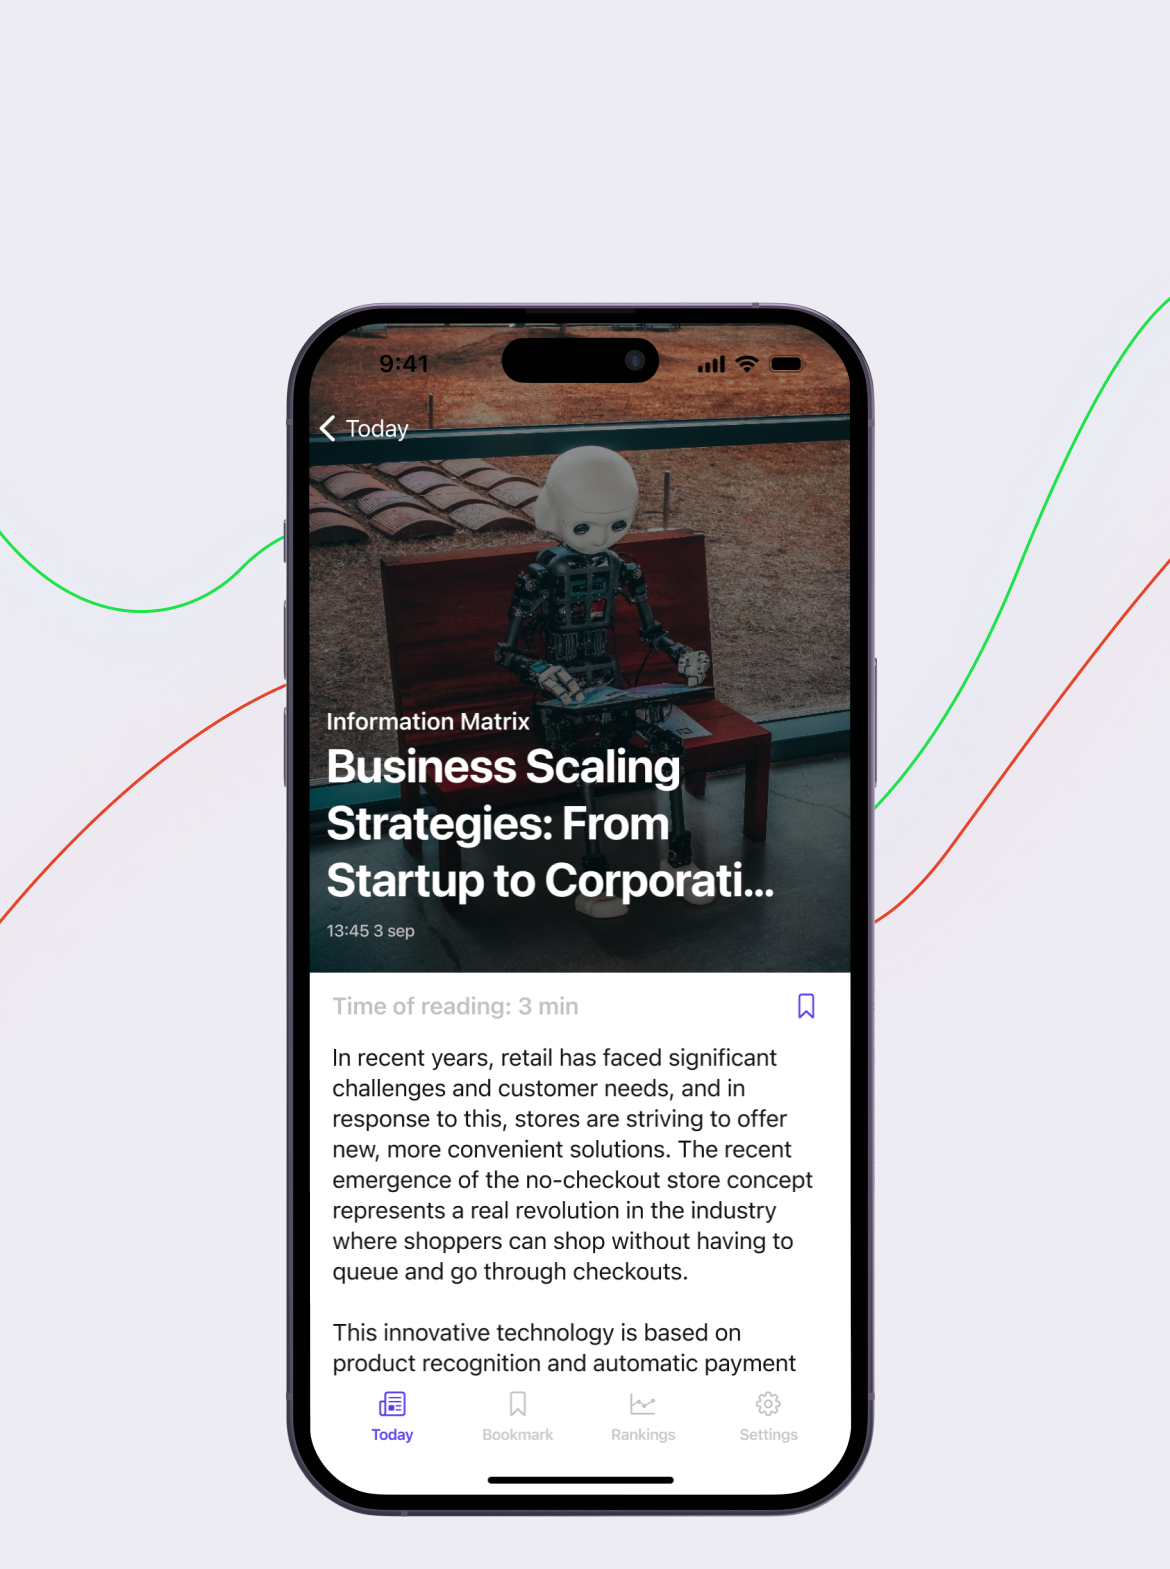 9:41
Today
Information Matrix
Business Scaling
Strategies: From
Startup to Corporati...
13:45 3 sep
Time of reading: 3 min
In recent years, retail has faced significant
challenges and customer needs, and in
response to this, stores are striving to offer
new, more convenient solutions. The recent
emergence of the no-checkout store concept
represents a real revolution in the industry
where shoppers can shop without having to
queue and go through checkouts.
This innovative technology is based on
product recognition and automatic payment
Today
Bookmark
Rankings
Settings